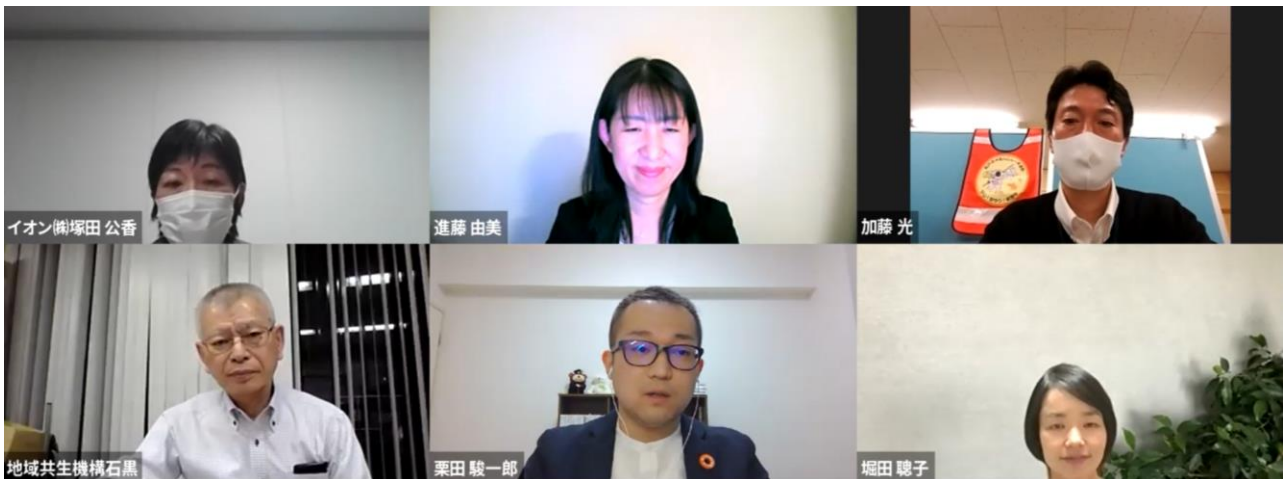 イオン㈱塚田 公香
進藤 由美
加藤 光
地域共生機構石黒
栗田 駿一郎
堀田 聰子